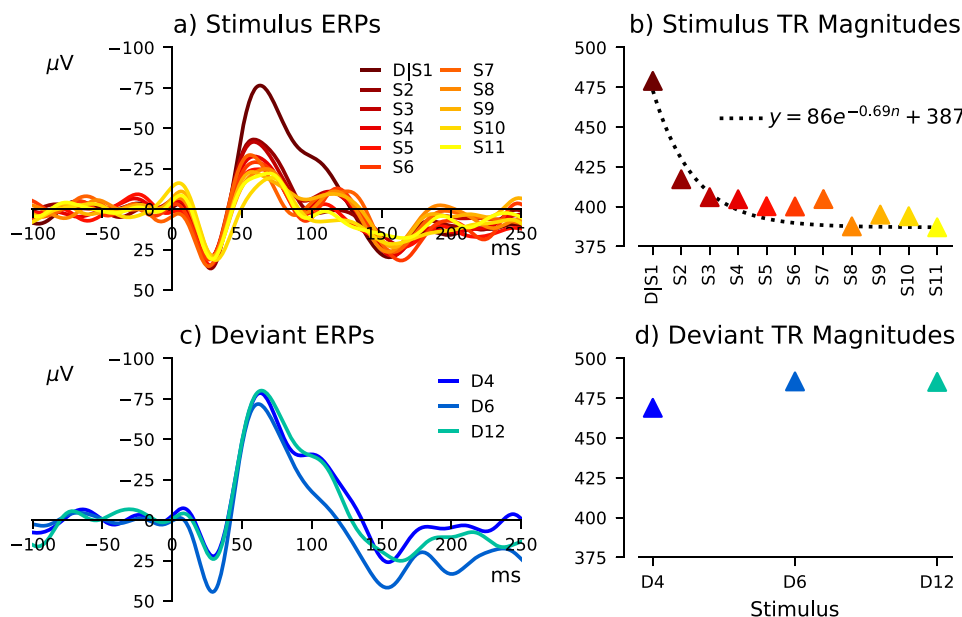 a) Stimulus ERPs
μV
−100
−75
−50
−25
0
25
50
−100
−50
0
50
100
150
200
250
ms
D|S1
S2
S3
S4
S5
S6
S7
S8
S9
S10
S11
b) Stimulus TR Magnitudes
500
475
450
425
400
375
y = 86e^{−0.69n} + 387
D|S1
S2
S3
S4
S5
S6
S7
S8
S9
S10
S11
c) Deviant ERPs
μV
−100
−75
−50
−25
0
25
50
−100
−50
0
50
100
150
200
250
ms
D4
D6
D12
d) Deviant TR Magnitudes
500
475
450
425
400
375
D4
D6
D12
Stimulus